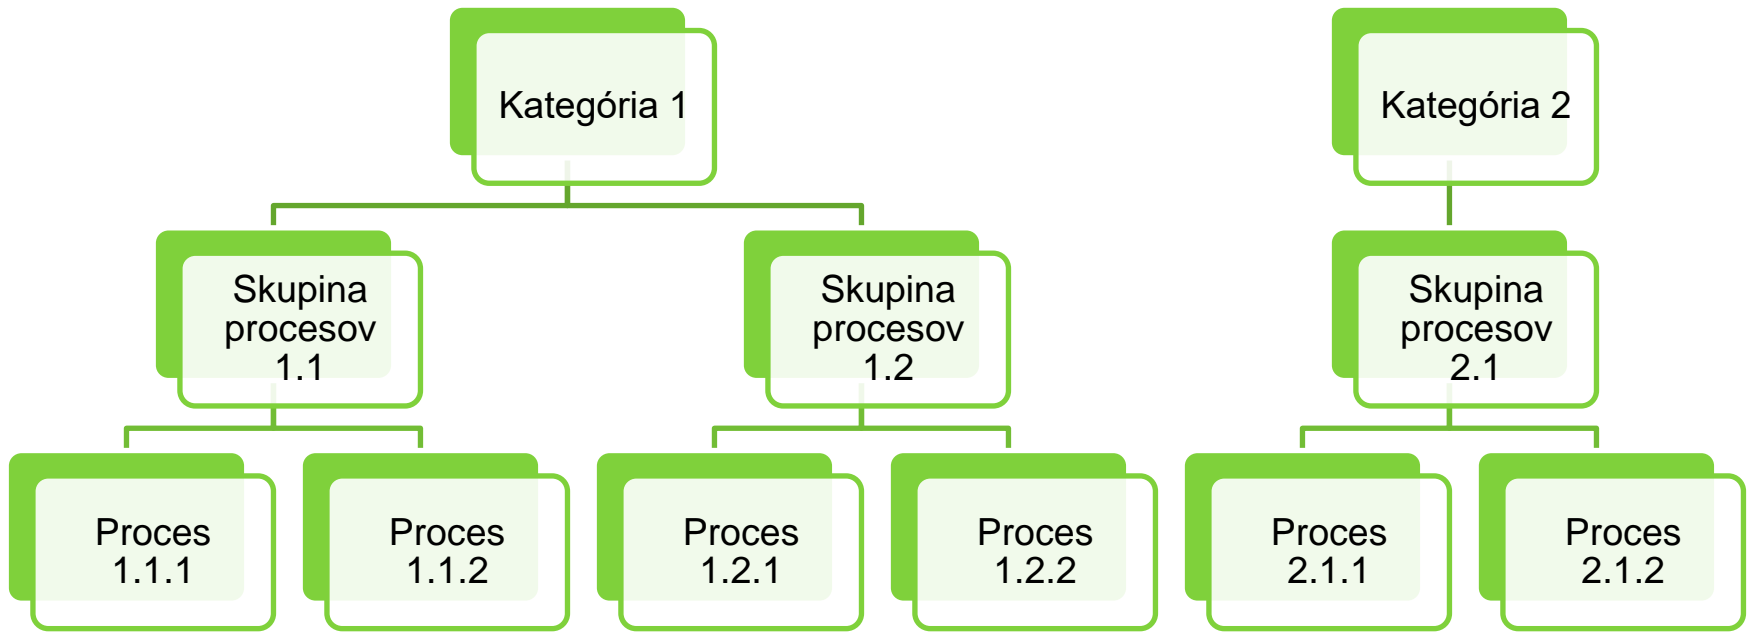 Kategória 1
Kategória 2
Skupina
procesov
1.1
Skupina
procesov
1.2
Skupina
procesov
2.1
Proces
1.1.1
Proces
1.1.2
Proces
1.2.1
Proces
1.2.2
Proces
2.1.1
Proces
2.1.2